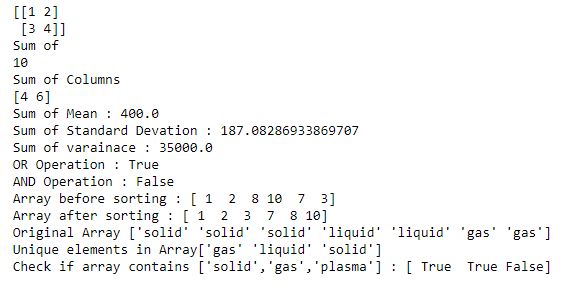 [[1 2]
 [3 4]]
Sum of
10
Sum of Columns
[4 6]
Sum of Mean : 400.0
Sum of Standard Devation : 187.08286933869707
Sum of varainace : 35000.0
OR Operation : True
AND Operation : False
Array before sorting : [ 1  2  8 10  7  3]
Array after sorting : [ 1  2  3  7  8 10]
Original Array ['solid' 'solid' 'solid' 'liquid' 'liquid' 'gas' 'gas']
Unique elements in Array['gas' 'liquid' 'solid']
Check if array contains ['solid','gas','plasma'] : [ True  True False]